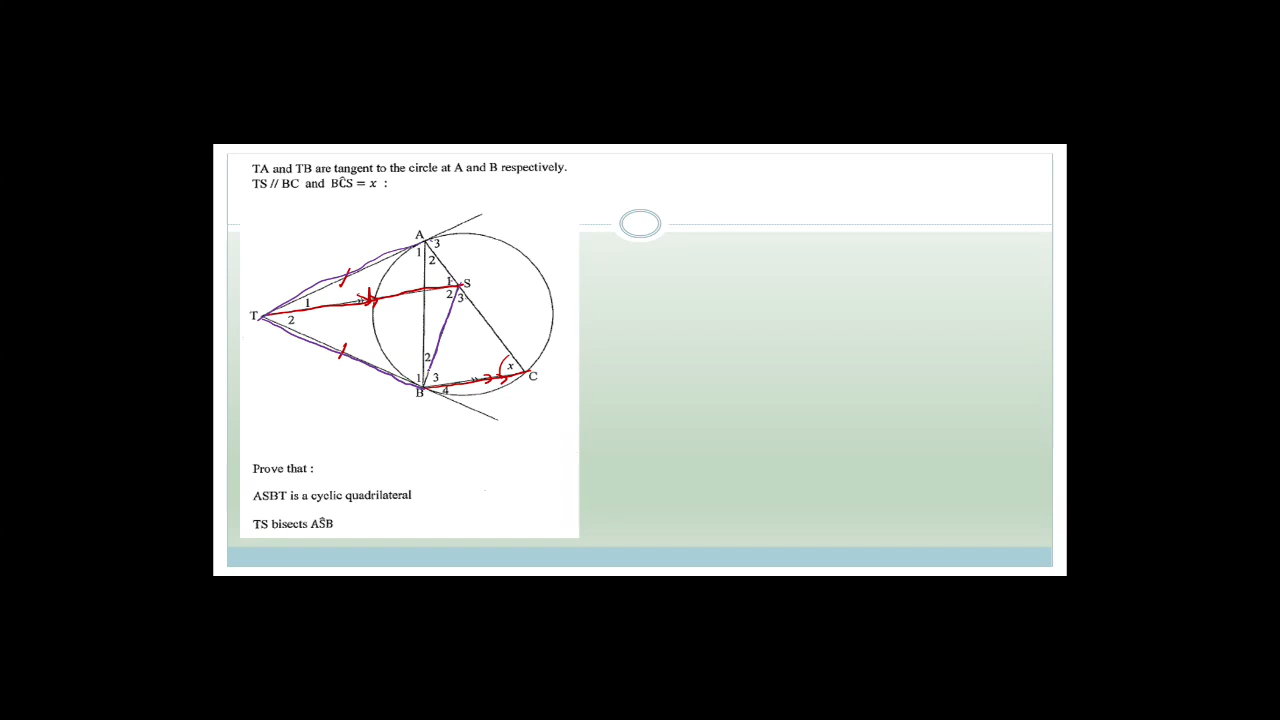 TA and TB are tangent to the circle at A and B respectively.
TS // BC and BĈS = x :
A
3
1
2
1
S
2
3
1
T
2
2
x
1
3
C
B
4
Prove that :
ASBT is a cyclic quadrilateral
TS bisects AŜB